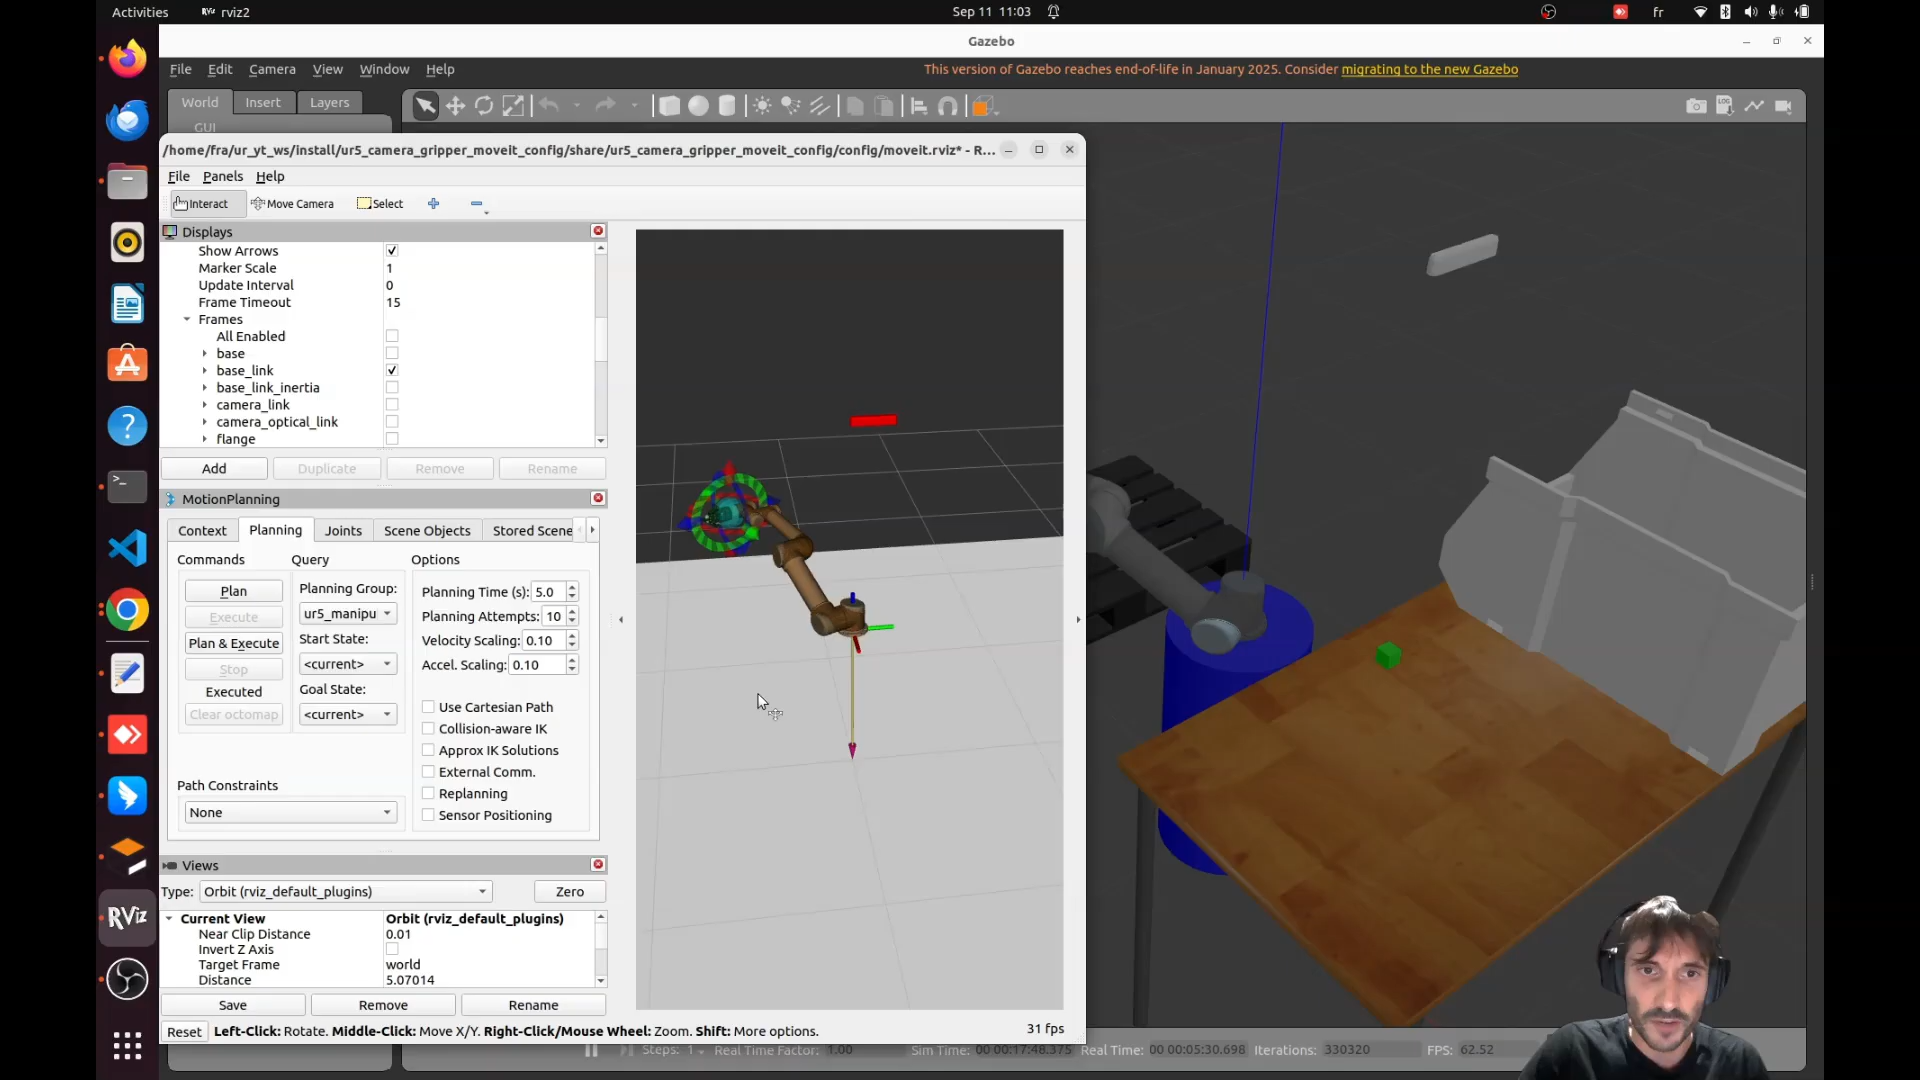 Activities RViz rviz2 Sep 11 11:03 fr
Gazebo
File Edit Camera View Window Help This version of Gazebo reaches end-of-life in January 2025. Consider migrating to the new Gazebo
World Insert Layers LOG
GUI
/home/fra/ur_yt_ws/install/ur5_camera_gripper_moveit_config/share/ur5_camera_gripper_moveit_config/config/moveit.rviz* - R...
File Panels Help
Interact Move Camera Select
Displays
Show Arrows
Marker Scale 1
Update Interval 0
Frame Timeout 15
Frames
All Enabled
base
base_link
base_link_inertia
camera_link
camera_optical_link
flange
Add Duplicate Remove Rename
MotionPlanning
Context Planning Joints Scene Objects Stored Scene
Commands Query Options
Plan Planning Group: Planning Time (s): 5.0
Execute ur5_manipu Planning Attempts: 10
Plan & Execute Start State: Velocity Scaling: 0.10
Stop <current> Accel. Scaling: 0.10
Executed Goal State:
Clear octomap <current> Use Cartesian Path
Collision-aware IK
Approx IK Solutions
External Comm.
Path Constraints Replanning
None Sensor Positioning
Views
Type: Orbit (rviz_default_plugins) Zero
Current View Orbit (rviz_default_plugins)
Near Clip Distance 0.01
Invert Z Axis
Target Frame world
Distance 5.07014
Save Remove Rename
Reset Left-Click: Rotate. Middle-Click: Move X/Y. Right-Click/Mouse Wheel: Zoom. Shift: More options. 31 fps
Steps: 1 Real Time Factor: 1.00 Sim Time: 00 00:17:48.375 Real Time: 00 00:05:30.698 Iterations: 330320 FPS: 62.52
RViz